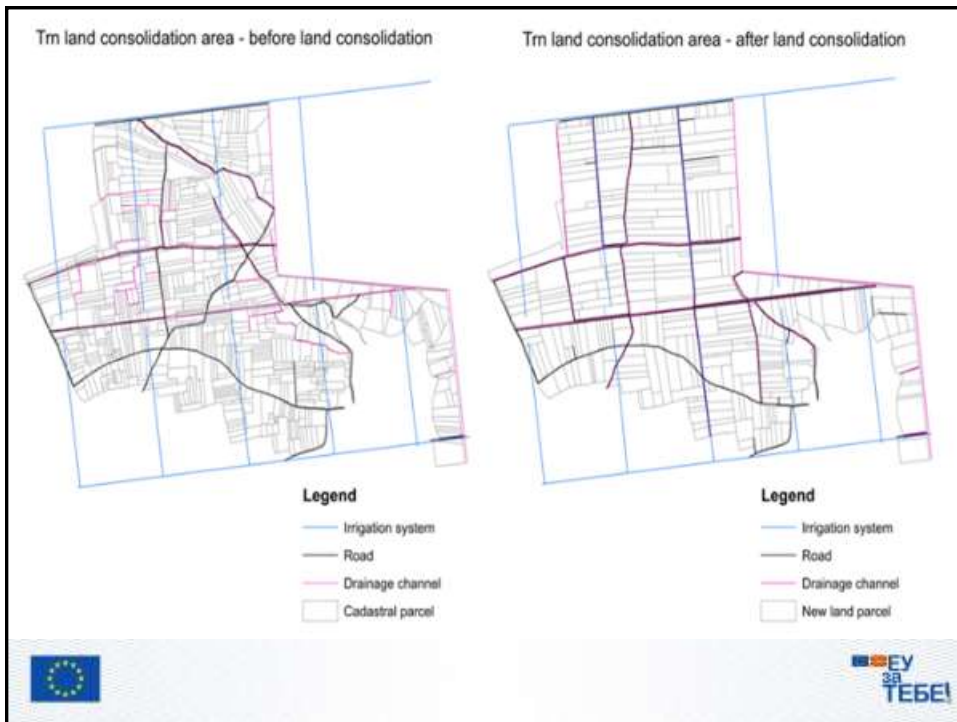 Trn land consolidation area - before land consolidation
Trn land consolidation area - after land consolidation
Legend
Irrigation system
Road
Drainage channel
Cadastral parcel
Legend
Irrigation system
Road
Drainage channel
New land parcel
ЕУ
за
ТЕБЕ!